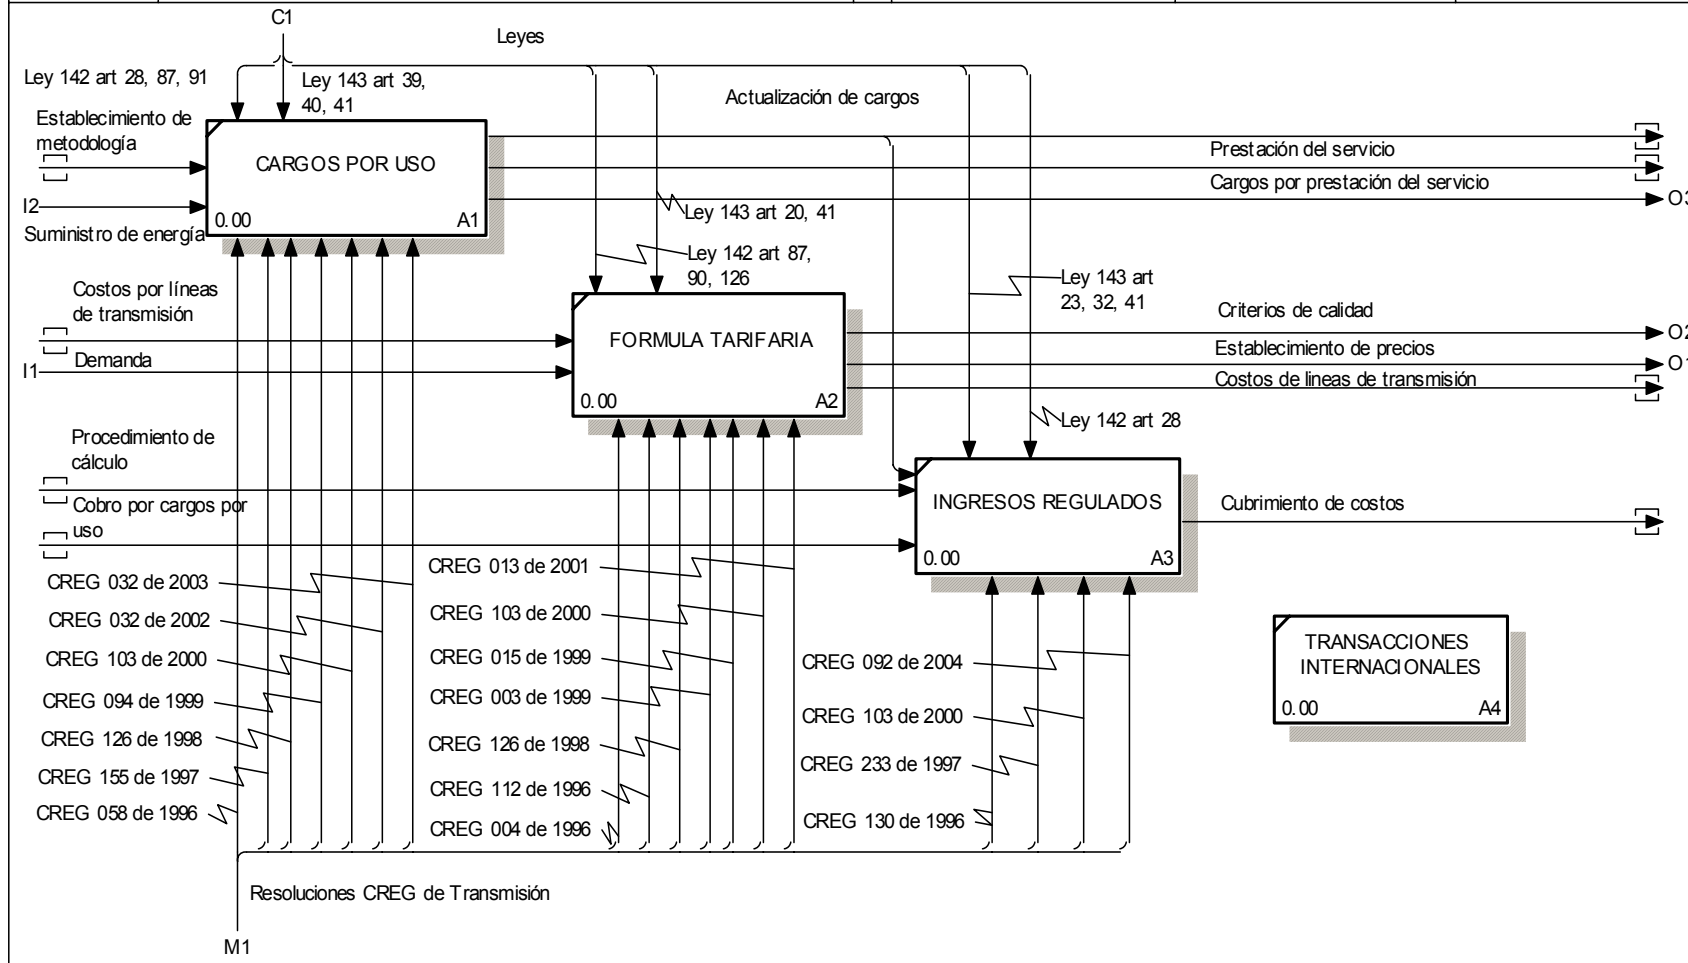 C1
Leyes
Ley 142 art 28, 87, 91
Ley 143 art 39,
40, 41
Actualización de cargos
Establecimiento de
metodología
CARGOS POR USO
0.00
A1
I2
Suministro de energía
Prestación del servicio
Cargos por prestación del servicio
O3
Ley 143 art 20, 41
Ley 142 art 87,
90, 126
Ley 143 art
23, 32, 41
Costos por líneas
de transmisión
Demanda
I1
FORMULA TARIFARIA
0.00
A2
Criterios de calidad
O2
Establecimiento de precios
O1
Costos de lineas de transmisión
Ley 142 art 28
Procedimiento de
cálculo
Cobro por cargos por
uso
INGRESOS REGULADOS
0.00
A3
Cubrimiento de costos
CREG 032 de 2003
CREG 032 de 2002
CREG 103 de 2000
CREG 094 de 1999
CREG 126 de 1998
CREG 155 de 1997
CREG 058 de 1996
CREG 013 de 2001
CREG 103 de 2000
CREG 015 de 1999
CREG 003 de 1999
CREG 126 de 1998
CREG 112 de 1996
CREG 004 de 1996
CREG 092 de 2004
CREG 103 de 2000
CREG 233 de 1997
CREG 130 de 1996
TRANSACCIONES
INTERNACIONALES
0.00
A4
Resoluciones CREG de Transmisión
M1